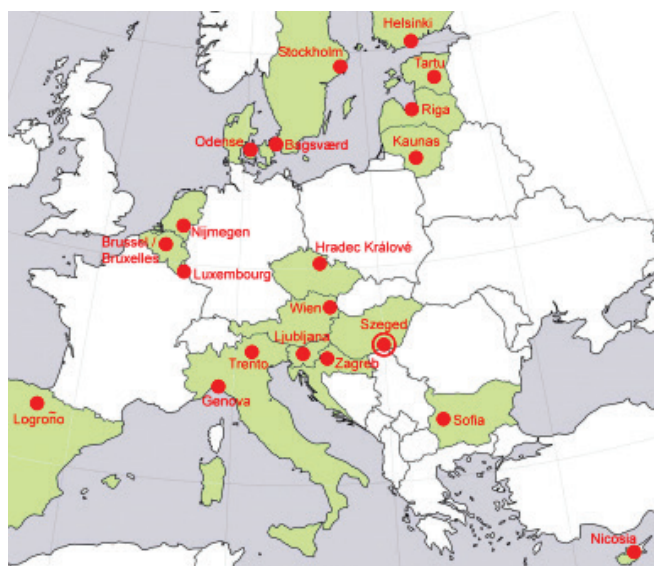 Helsinki
Stockholm
Tartu
Riga
Odense
Bagsværd
Kaunas
Nijmegen
Brussel /
Bruxelles
Hradec Králové
Luxembourg
Wien
Szeged
Ljubljana
Trento
Zagreb
Genova
Logroño
Sofia
Nicosia